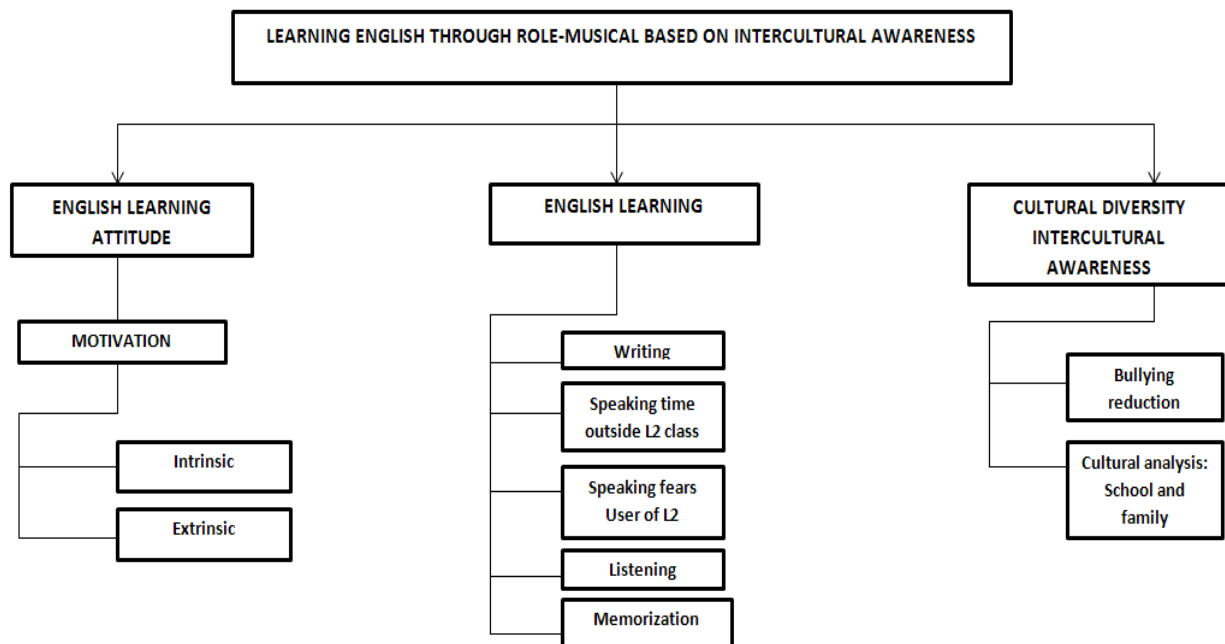 LEARNING ENGLISH THROUGH ROLE-MUSICAL BASED ON INTERCULTURAL AWARENESS
ENGLISH LEARNING
ATTITUDE
MOTIVATION
Intrinsic
Extrinsic
ENGLISH LEARNING
Writing
Speaking time
outside L2 class
Speaking fears
User of L2
Listening
Memorization
CULTURAL DIVERSITY
INTERCULTURAL
AWARENESS
Bullying
reduction
Cultural analysis:
School and
family